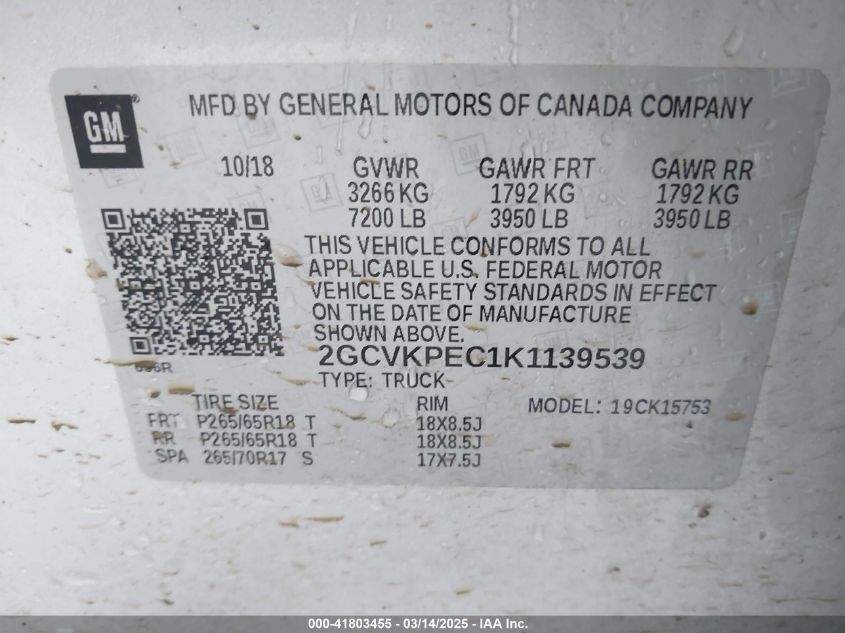 GM®
MFD BY GENERAL MOTORS OF CANADA COMPANY
10/18 GVWR GAWR FRT GAWR RR
3266 KG 1792 KG 1792 KG
7200 LB 3950 LB 3950 LB
THIS VEHICLE CONFORMS TO ALL
APPLICABLE U.S. FEDERAL MOTOR
VEHICLE SAFETY STANDARDS IN EFFECT
ON THE DATE OF MANUFACTURE
SHOWN ABOVE.
2GCVKPEC1K1139539
TYPE: TRUCK
TIRE SIZE RIM MODEL: 19CK15753
FRT P265/65R18 T 18X8.5J
RR P265/65R18 T 18X8.5J
SPA 265/70R17 S 17X7.5J
000-41803455 - 03/14/2025 - IAA Inc.